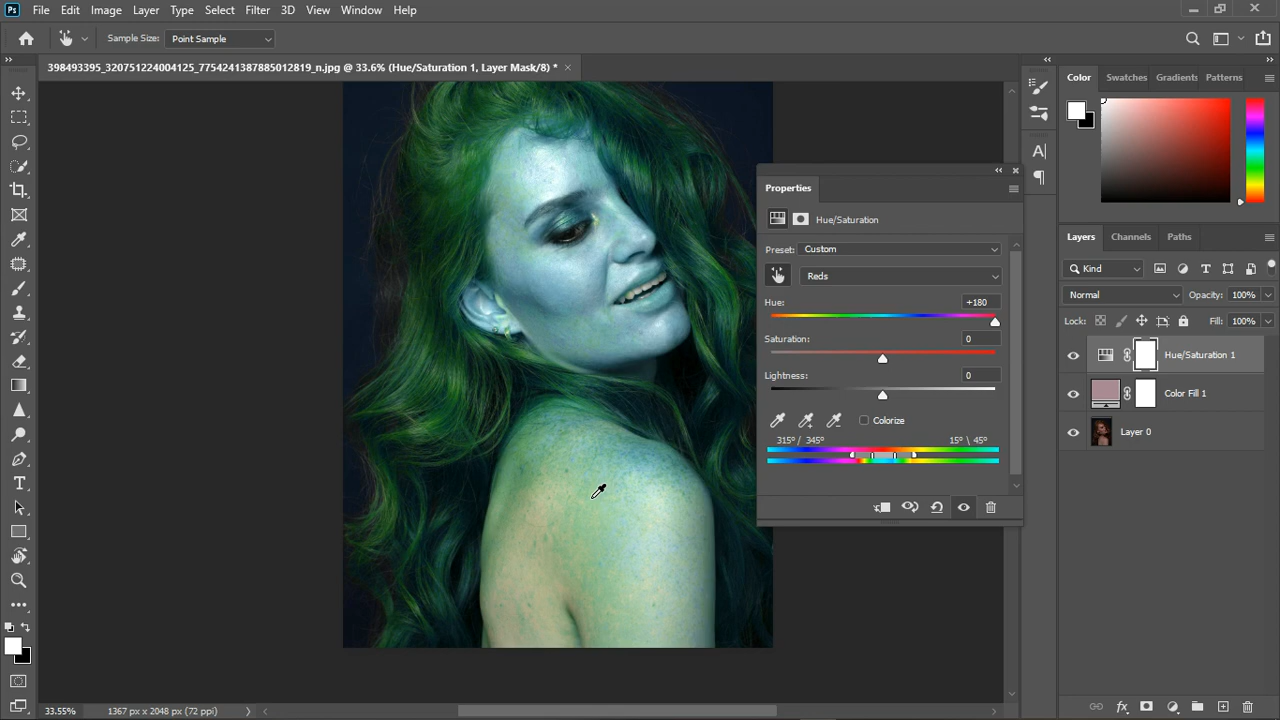 Ps File Edit Image Layer Type Select Filter 3D View Window Help
Sample Size: Point Sample
398493395_320751224004125_7754241387885012819_n.jpg @ 33.6% (Hue/Saturation 1, Layer Mask/8) * ×
Color Swatches Gradients Patterns
Properties
Hue/Saturation
Preset: Custom
Reds
Hue: +180
Saturation: 0
Lightness: 0
Colorize
315°/ 345° 15° \ 45°
Layers Channels Paths
Kind
Normal Opacity: 100%
Lock: Fill: 100%
Hue/Saturation 1
Color Fill 1
Layer 0
33.55% 1367 px x 2048 px (72 ppi)